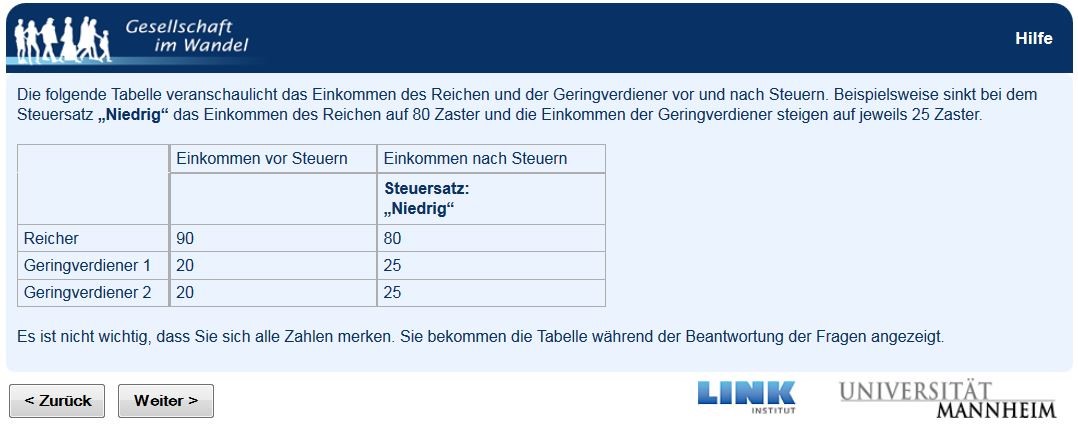 Gesellschaft
im Wandel
Hilfe
Die folgende Tabelle veranschaulicht das Einkommen des Reichen und der Geringverdiener vor und nach Steuern. Beispielsweise sinkt bei dem
Steuersatz „Niedrig“ das Einkommen des Reichen auf 80 Zaster und die Einkommen der Geringverdiener steigen auf jeweils 25 Zaster.
Einkommen vor Steuern Einkommen nach Steuern
Steuersatz:
„Niedrig“
Reicher 90 80
Geringverdiener 1 20 25
Geringverdiener 2 20 25
Es ist nicht wichtig, dass Sie sich alle Zahlen merken. Sie bekommen die Tabelle während der Beantwortung der Fragen angezeigt.
< Zurück Weiter >
LINK
INSTITUT
UNIVERSITÄT
MANNHEIM